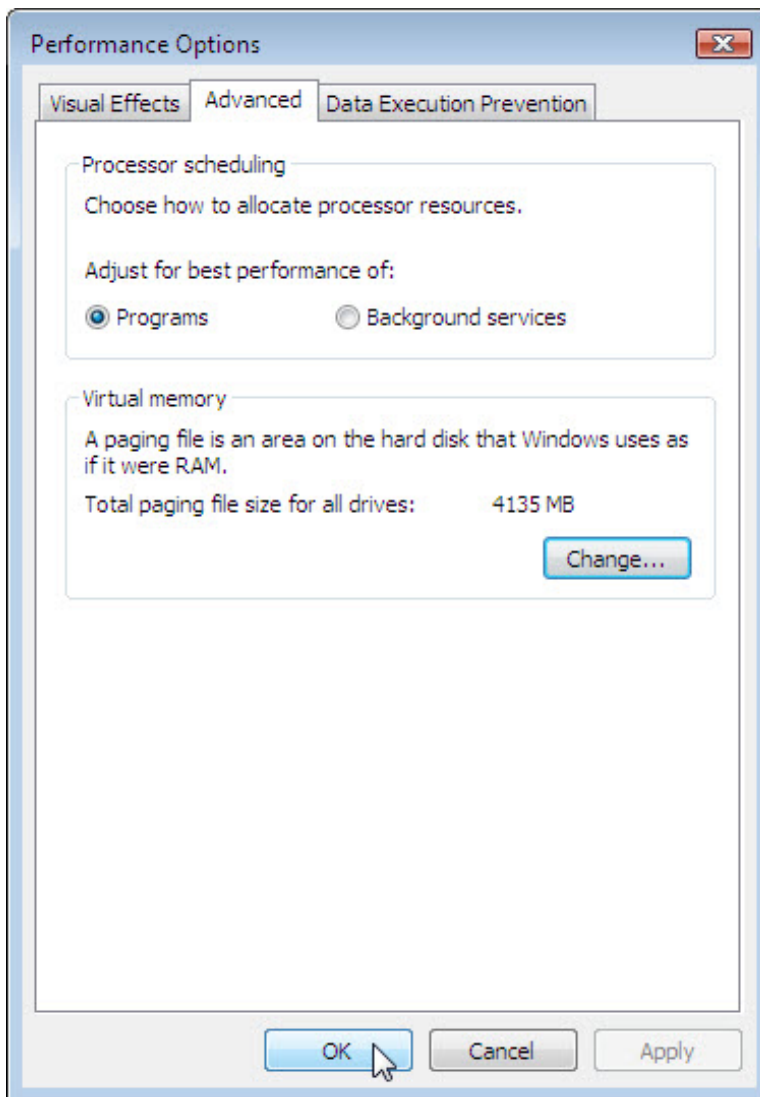 Performance Options
Visual Effects
Advanced
Data Execution Prevention
Processor scheduling
Choose how to allocate processor resources.
Adjust for best performance of:
Programs
Background services
Virtual memory
A paging file is an area on the hard disk that Windows uses as
if it were RAM.
Total paging file size for all drives: 4135 MB
Change...
OK
Cancel
Apply